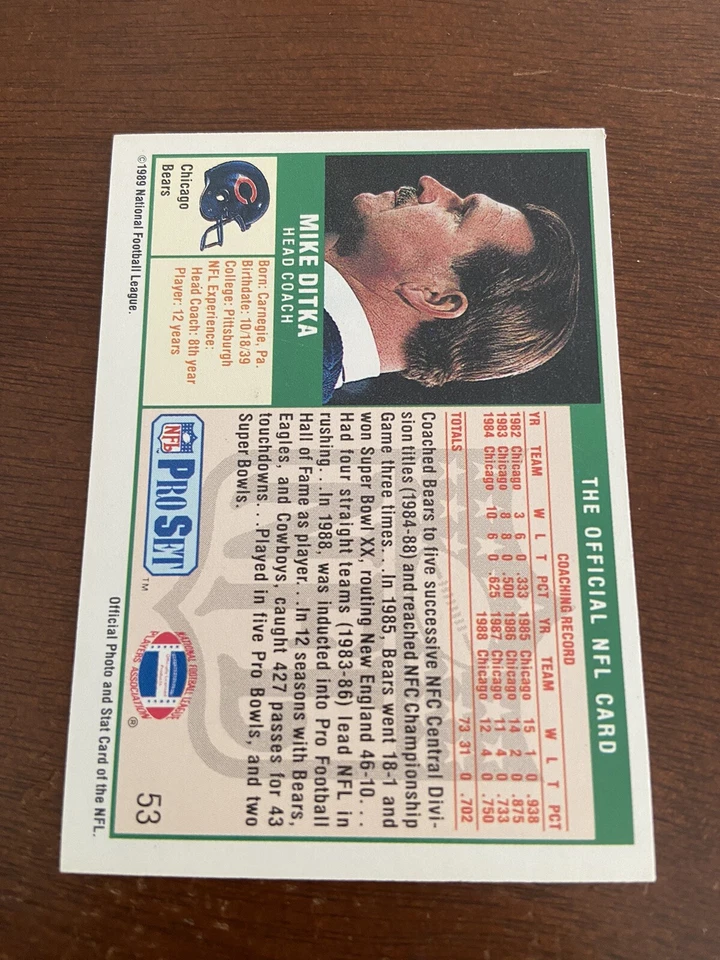 THE OFFICIAL NFL CARD
MIKE DITKA
HEAD COACH
Chicago
Bears
Born: Carnegie, Pa.
Birthdate: 10/18/39
College: Pittsburgh
NFL Experience:
Head Coach: 8th year
Player: 12 years
COACHING RECORD
YR TEAM W L T PCT YR TEAM W L T PCT
1982 Chicago 3 6 0 .333 1985 Chicago 15 1 0 .938
1983 Chicago 8 8 0 .500 1986 Chicago 14 2 0 .875
1984 Chicago 10 6 0 .625 1987 Chicago 11 4 0 .733
1988 Chicago 12 4 0 .750
TOTALS 73 31 0 .702
Coached Bears to five successive NFC Central Divi-
sion titles (1984-88) and reached NFC Championship
Game three times. . .In 1985, Bears went 18-1 and
won Super Bowl XX, routing New England 46-10. . .
Had four straight teams (1983-86) lead NFL in
rushing. . .In 1988, was inducted into Pro Football
Hall of Fame as player. . .In 12 seasons with Bears,
Eagles, and Cowboys, caught 427 passes for 43
touchdowns. . .Played in five Pro Bowls, and two
Super Bowls.
NFL PRO SET ™
NATIONAL FOOTBALL LEAGUE
PLAYERS ASSOCIATION ®
53
©1989 National Football League.
Official Photo and Stat Card of the NFL.